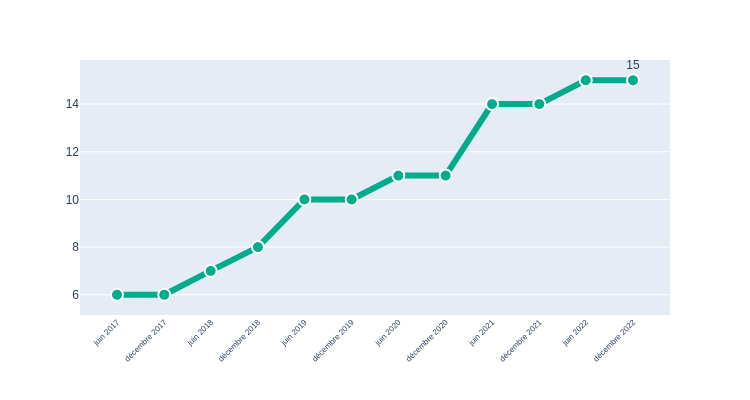 15
14
12
10
8
6
juin 2017
décembre 2017
juin 2018
décembre 2018
juin 2019
décembre 2019
juin 2020
décembre 2020
juin 2021
décembre 2021
juin 2022
décembre 2022